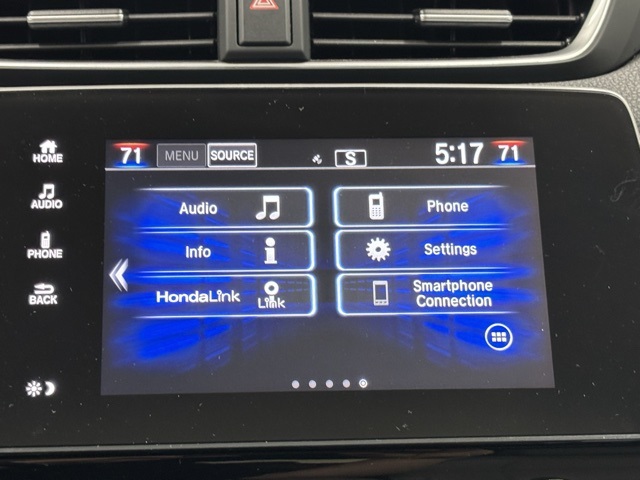 71 MENU SOURCE S 5:17 71
HOME
AUDIO
PHONE
BACK
Audio
Phone
Info
Settings
HondaLink Link
Smartphone
Connection